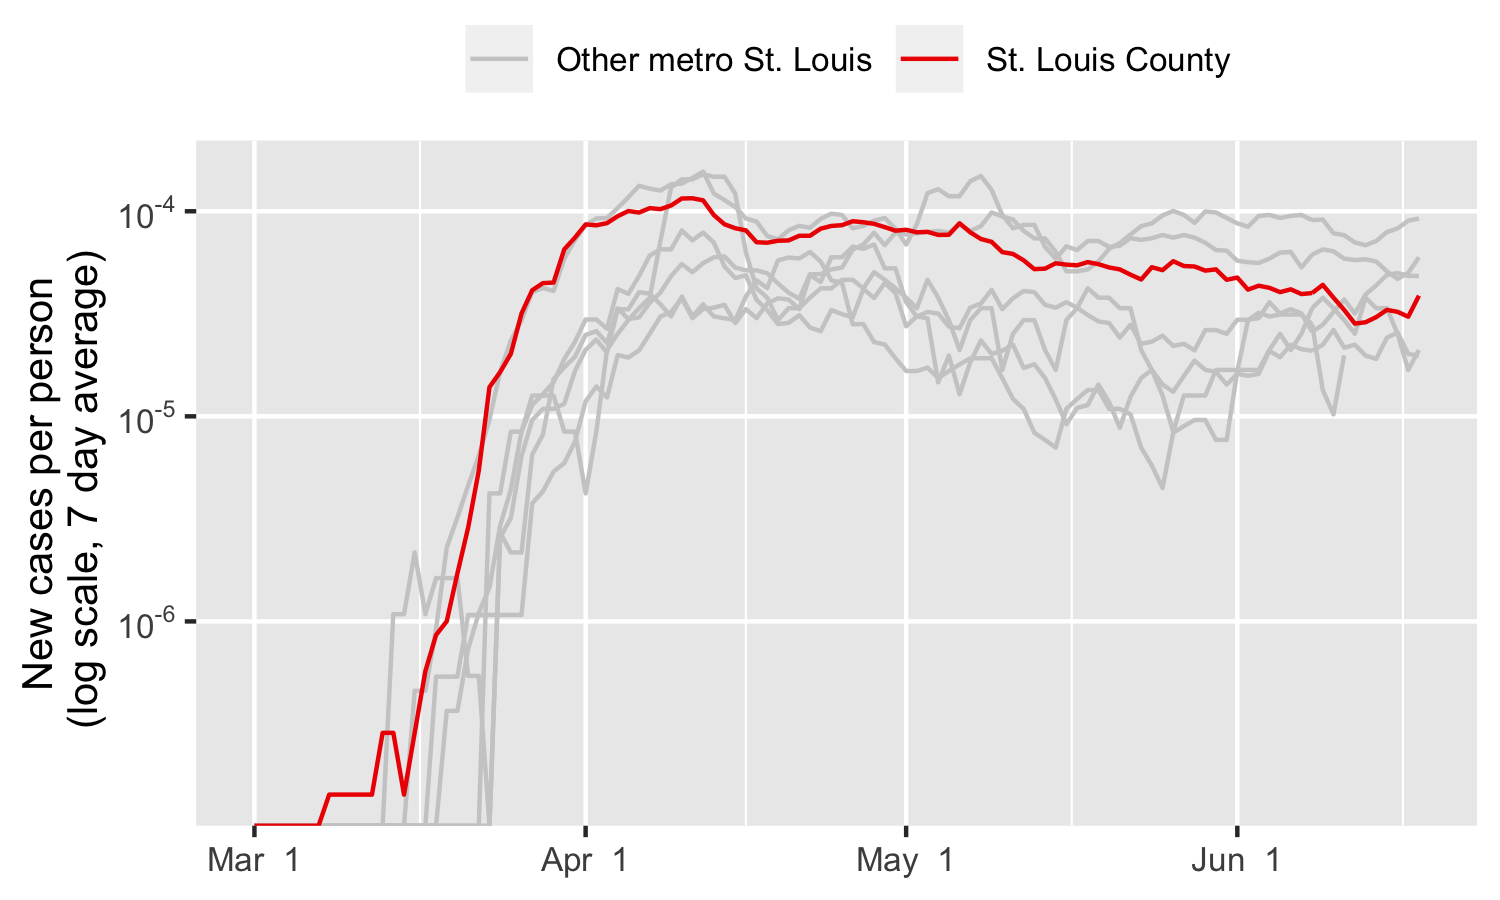 Other metro St. Louis St. Louis County
New cases per person
(log scale, 7 day average)
10-4
10-5
10-6
Mar 1 Apr 1 May 1 Jun 1